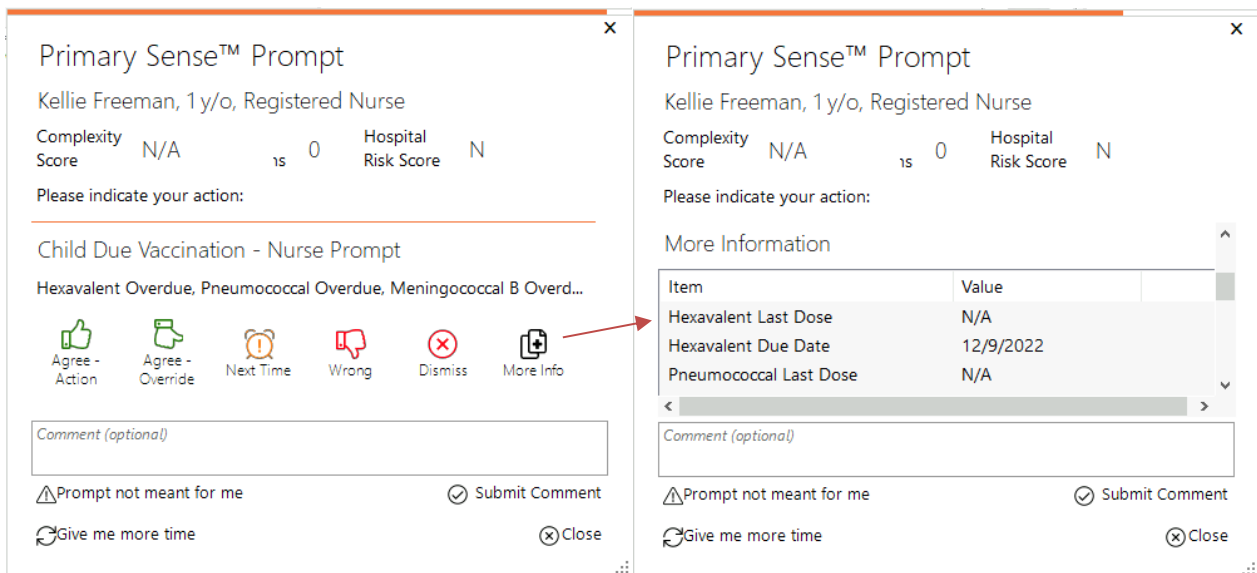 Primary Sense™ Prompt
Kellie Freeman, 1 y/o, Registered Nurse
Complexity Score N/A
ıs 0
Hospital Risk Score N
Please indicate your action:
Child Due Vaccination - Nurse Prompt
Hexavalent Overdue, Pneumococcal Overdue, Meningococcal B Overd...
Agree - Action
Agree - Override
Next Time
Wrong
Dismiss
More Info
Comment (optional)
Prompt not meant for me
Submit Comment
Give me more time
Close
Primary Sense™ Prompt
Kellie Freeman, 1 y/o, Registered Nurse
Complexity Score N/A
ıs 0
Hospital Risk Score N
Please indicate your action:
More Information
Item Value
Hexavalent Last Dose N/A
Hexavalent Due Date 12/9/2022
Pneumococcal Last Dose N/A
Comment (optional)
Prompt not meant for me
Submit Comment
Give me more time
Close